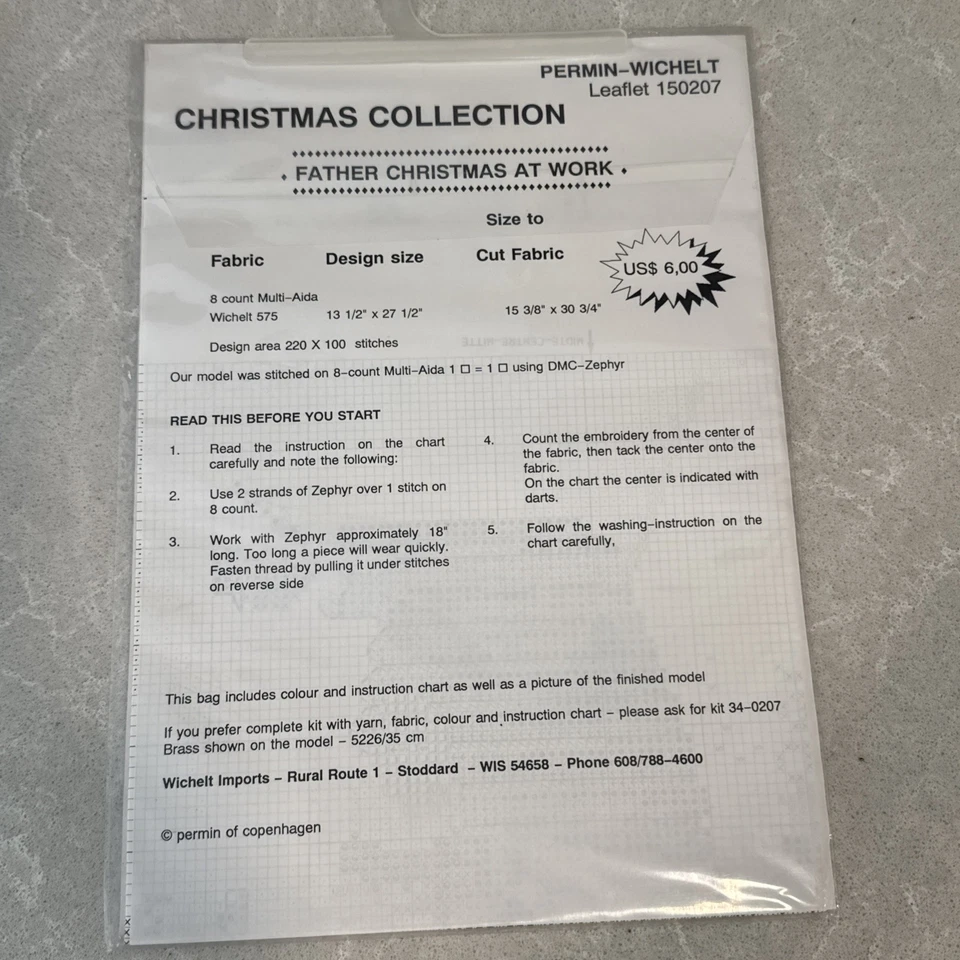 PERMIN–WICHELT
Leaflet 150207
CHRISTMAS COLLECTION
FATHER CHRISTMAS AT WORK
Size to
Fabric Design size Cut Fabric
US$ 6,00
8 count Multi–Aida
Wichelt 575 13 1/2" x 27 1/2" 15 3/8" x 30 3/4"
Design area 220 X 100 stitches
Our model was stitched on 8–count Multi–Aida 1 □ = 1 □ using DMC–Zephyr
READ THIS BEFORE YOU START
1. Read the instruction on the chart
carefully and note the following:
2. Use 2 strands of Zephyr over 1 stitch on
8 count.
3. Work with Zephyr approximately 18"
long. Too long a piece will wear quickly.
Fasten thread by pulling it under stitches
on reverse side
4. Count the embroidery from the center of
the fabric, then tack the center onto the
fabric.
On the chart the center is indicated with
darts.
5. Follow the washing–instruction on the
chart carefully,
This bag includes colour and instruction chart as well as a picture of the finished model
If you prefer complete kit with yarn, fabric, colour and instruction chart – please ask for kit 34–0207
Brass shown on the model – 5226/35 cm
Wichelt Imports – Rural Route 1 – Stoddard – WIS 54658 – Phone 608/788–4600
© permin of copenhagen